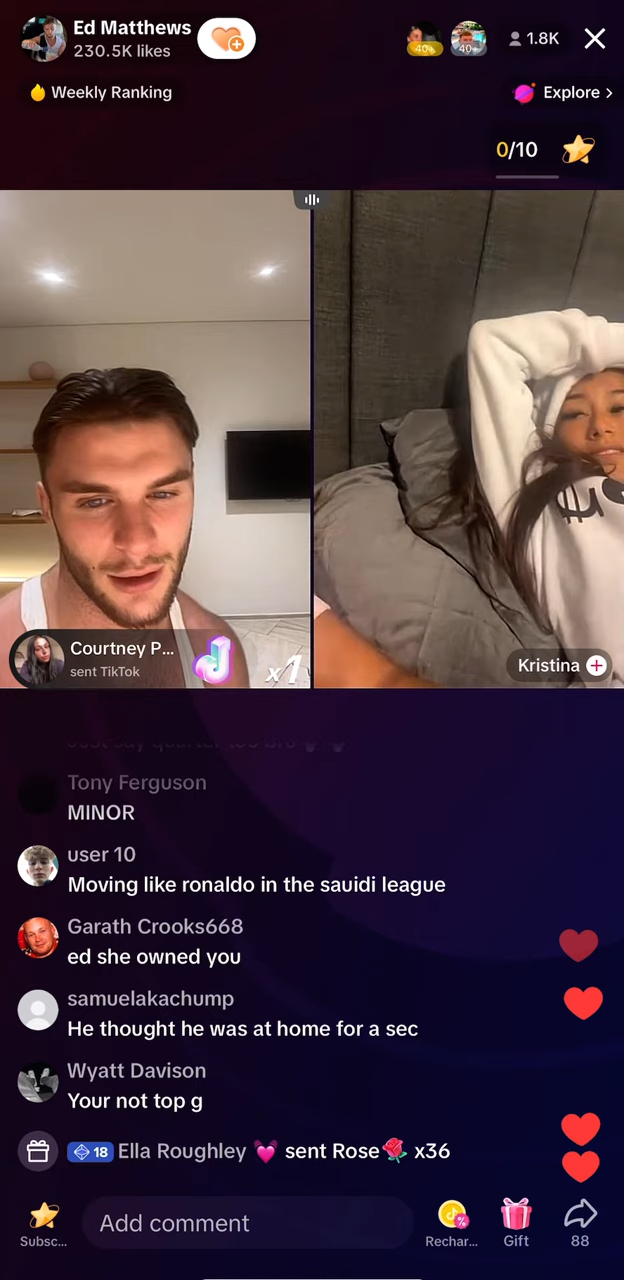 Ed Matthews
230.5K likes
40+
40+
1.8K
Weekly Ranking
Explore >
0/10
Courtney P...
sent TikTok
x1
Kristina
Tony Ferguson
MINOR
user 10
Moving like ronaldo in the sauidi league
Garath Crooks668
ed she owned you
samuelakachump
He thought he was at home for a sec
Wyatt Davison
Your not top g
18 Ella Roughley 💓 sent Rose🌹 x36
Add comment
Subsc...
Rechar...
Gift
88